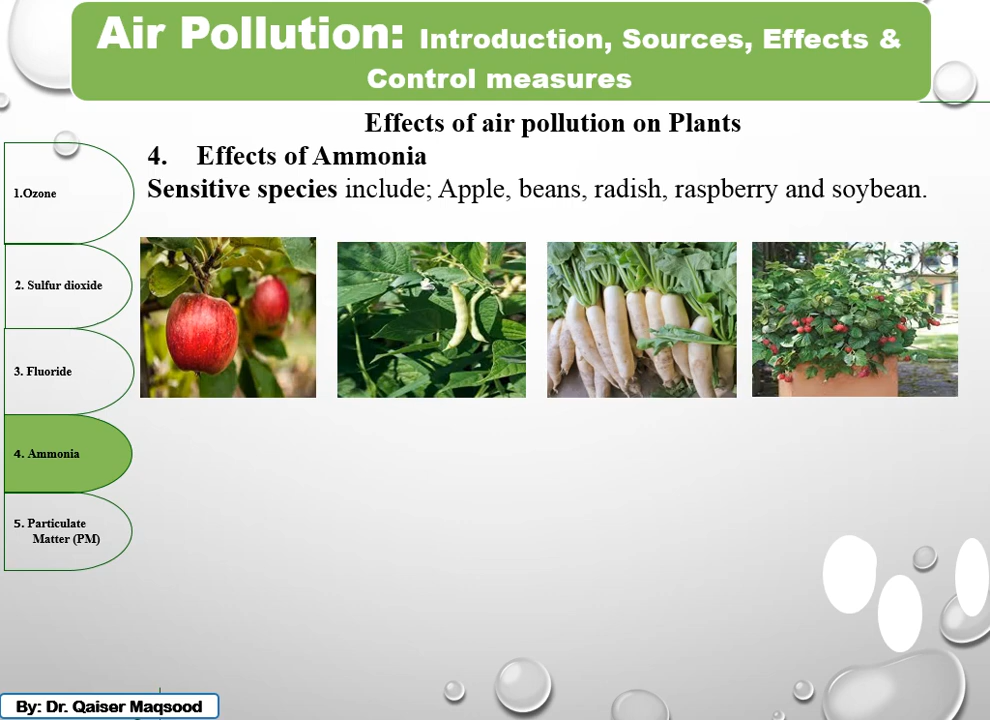 Air Pollution: Introduction, Sources, Effects &
Control measures
Effects of air pollution on Plants
4. Effects of Ammonia
Sensitive species include; Apple, beans, radish, raspberry and soybean.
1.Ozone
2. Sulfur dioxide
3. Fluoride
4. Ammonia
5. Particulate
Matter (PM)
By: Dr. Qaiser Maqsood